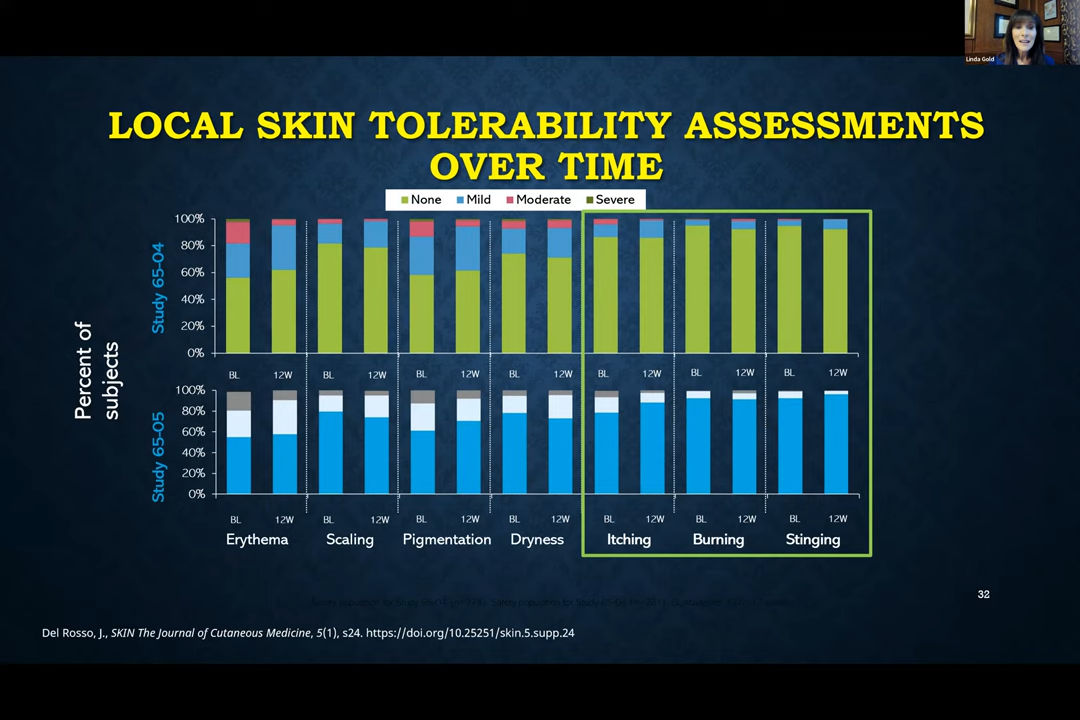 Linda Gold
LOCAL SKIN TOLERABILITY ASSESSMENTS
OVER TIME
None Mild Moderate Severe
Percent of
subjects
Study 65-04
100%
80%
60%
40%
20%
0%
BL 12W BL 12W BL 12W BL 12W BL 12W BL 12W BL 12W
Study 65-05
100%
80%
60%
40%
20%
0%
BL 12W BL 12W BL 12W BL 12W BL 12W BL 12W BL 12W
Erythema Scaling Pigmentation Dryness Itching Burning Stinging
32
Del Rosso, J., SKIN The Journal of Cutaneous Medicine, 5(1), s24. https://doi.org/10.25251/skin.5.supp.24